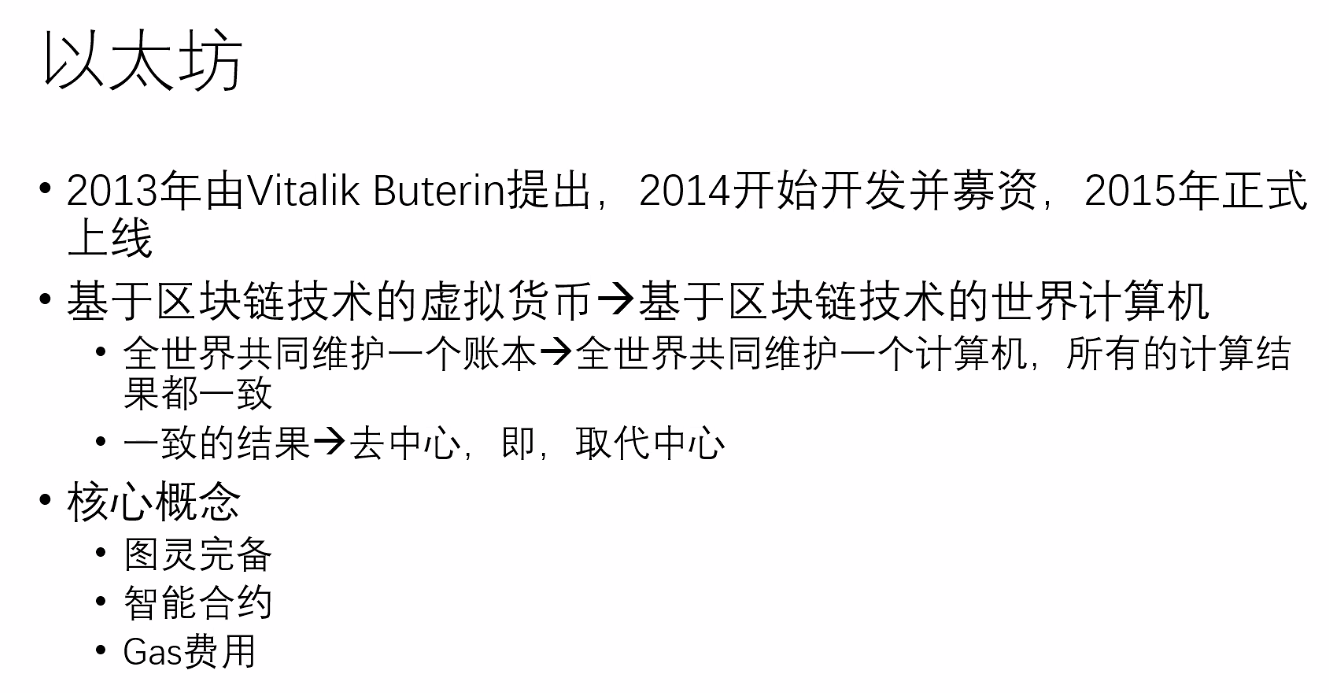 以太坊
• 2013年由Vitalik Buterin提出，2014开始开发并募资，2015年正式
上线
• 基于区块链技术的虚拟货币→基于区块链技术的世界计算机
• 全世界共同维护一个账本→全世界共同维护一个计算机，所有的计算结
果都一致
• 一致的结果→去中心，即，取代中心
• 核心概念
• 图灵完备
• 智能合约
• Gas费用